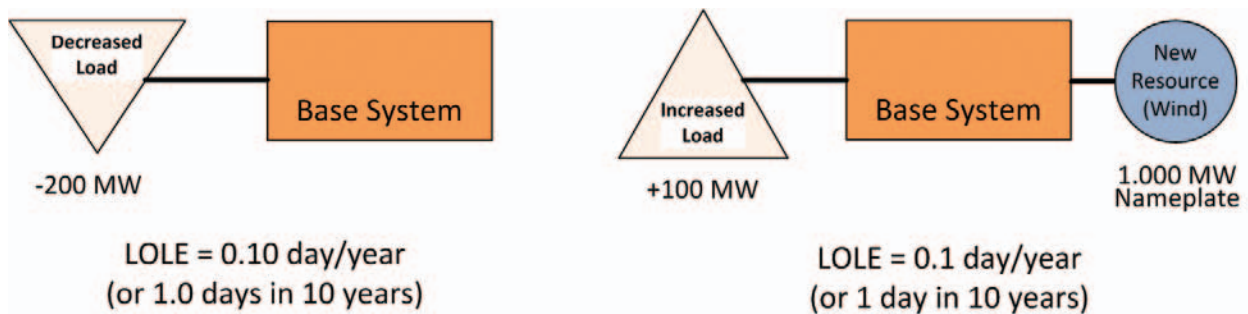 Decreased
Load
Base System
-200 MW
LOLE = 0.10 day/year
(or 1.0 days in 10 years)
Increased
Load
Base System
New
Resource
(Wind)
+100 MW
1.000 MW
Nameplate
LOLE = 0.1 day/year
(or 1 day in 10 years)